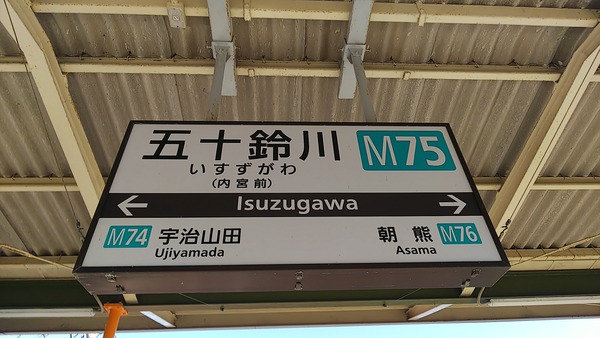 五十鈴川 M75
いすずがわ
(内宮前)
← Isuzugawa →
M74 宇治山田 朝熊 M76
Ujiyamada Asama